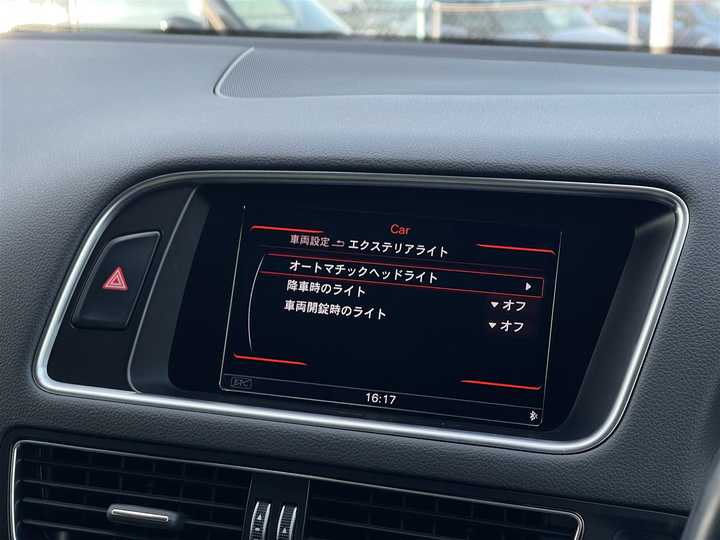 Car
車両設定 エクステリアライト
オートマチックヘッドライト
降車時のライト オフ
車両開錠時のライト オフ
ETC
16:17